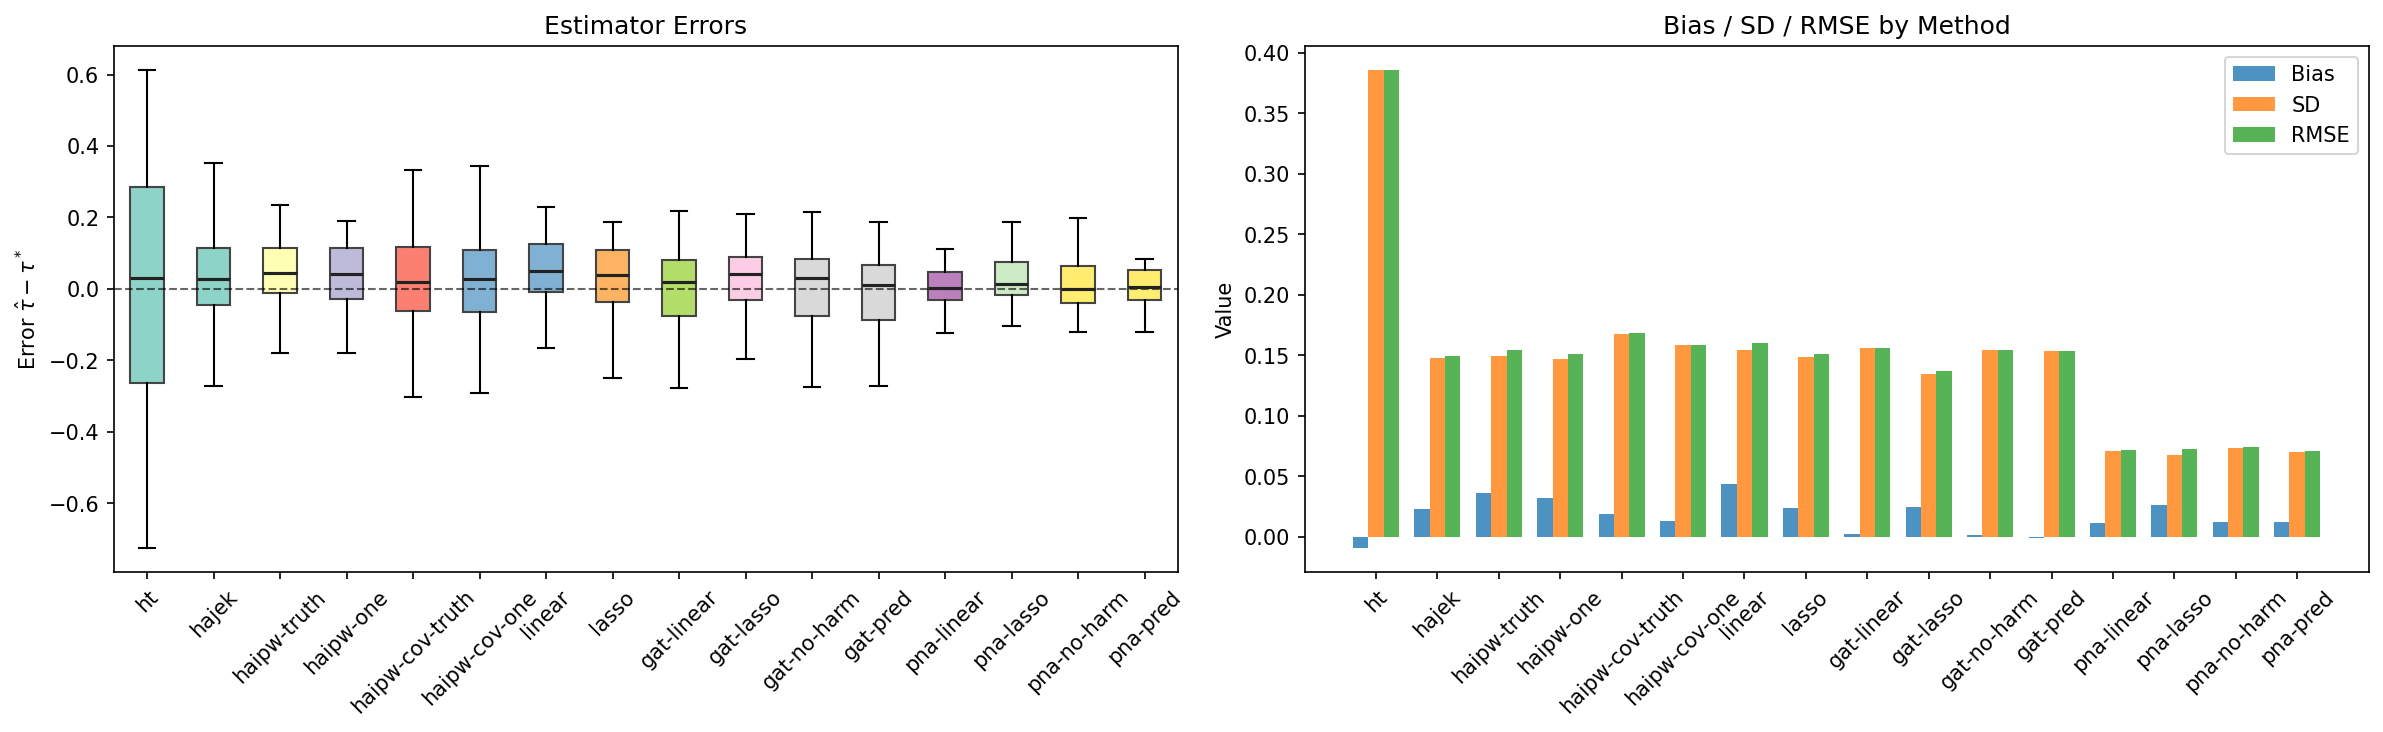 Estimator Errors
Error τ̂ − τ*
0.6
0.4
0.2
0.0
−0.2
−0.4
−0.6
ht
hajek
haipw-truth
haipw-one
haipw-cov-truth
haipw-cov-one
linear
lasso
gat-linear
gat-lasso
gat-no-harm
gat-pred
pna-linear
pna-lasso
pna-no-harm
pna-pred
Bias / SD / RMSE by Method
Value
0.40
0.35
0.30
0.25
0.20
0.15
0.10
0.05
0.00
Bias
SD
RMSE
ht
hajek
haipw-truth
haipw-one
haipw-cov-truth
haipw-cov-one
linear
lasso
gat-linear
gat-lasso
gat-no-harm
gat-pred
pna-linear
pna-lasso
pna-no-harm
pna-pred